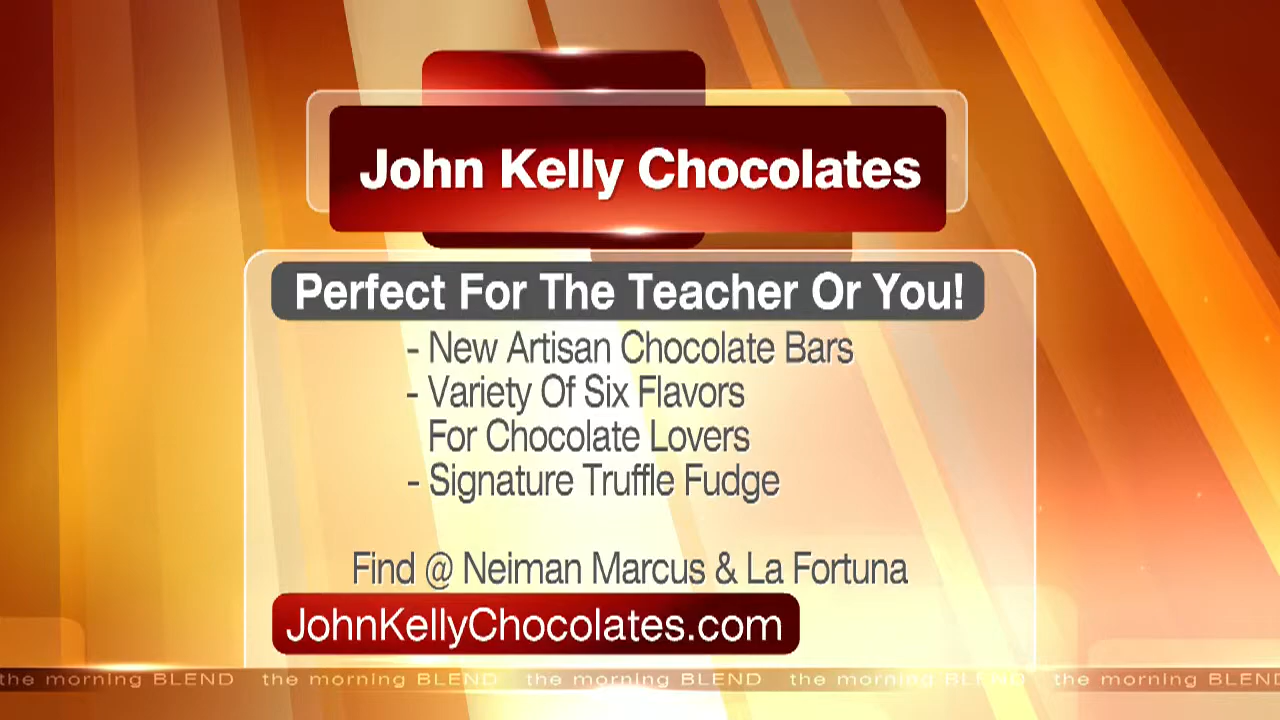 John Kelly Chocolates
Perfect For The Teacher Or You!
- New Artisan Chocolate Bars
- Variety Of Six Flavors
For Chocolate Lovers
- Signature Truffle Fudge
Find @ Neiman Marcus & La Fortuna
JohnKellyChocolates.com
the morning BLEND the morning BLEND the morning BLEND the morning BLEND the morning BLEND